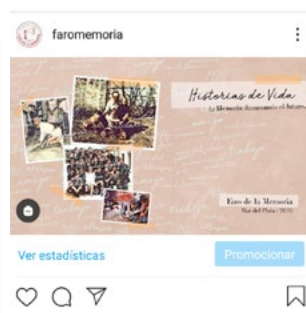 faromemoria
Historias de Vida
la Memoria iluminando el futuro
Faro de la Memoria
Mar del Plata / 2020
Ver estadísticas
Promocionar